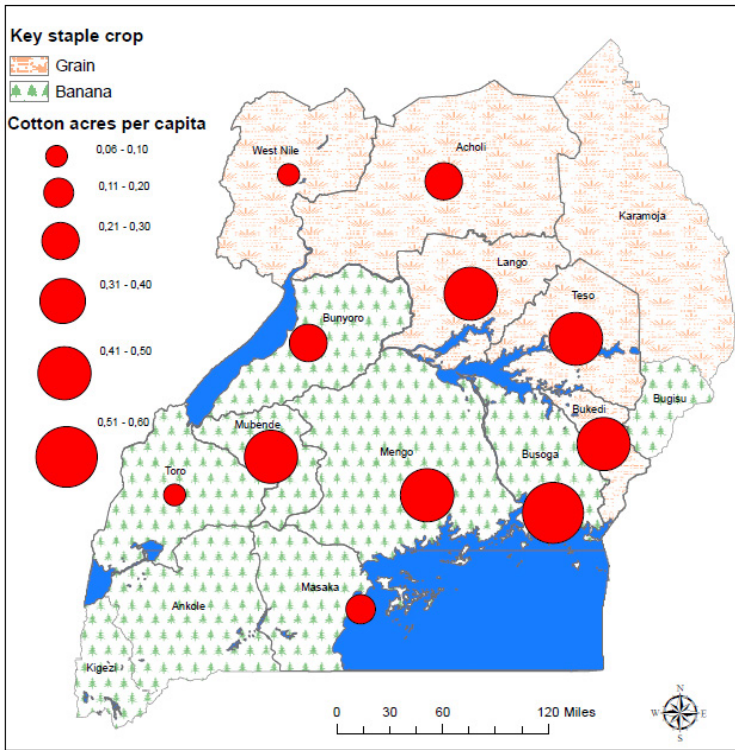 Key staple crop
Grain
Banana
Cotton acres per capita
0,06 - 0,10
0,11 - 0,20
0,21 - 0,30
0,31 - 0,40
0,41 - 0,50
0,51 - 0,60
West Nile
Acholi
Karamoja
Lango
Teso
Bunyoro
Bugisu
Bukedi
Mubende
Mengo
Busoga
Toro
Masaka
Ankole
Kigezi
0 30 60 120 Miles
N
W E
S